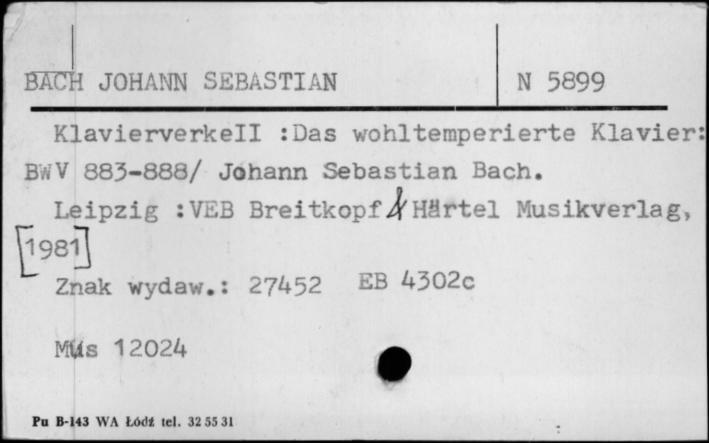 BACH JOHANN SEBASTIAN N 5899
KlavierverkeII :Das wohltemperierte Klavier:
BWV 883-888/ Johann Sebastian Bach.
Leipzig :VEB Breitkopf & Härtel Musikverlag,
[1981]
Znak wydaw.: 27452 EB 4302c
Mus 12024
Pu B-143 WA Łódź tel. 32 55 31